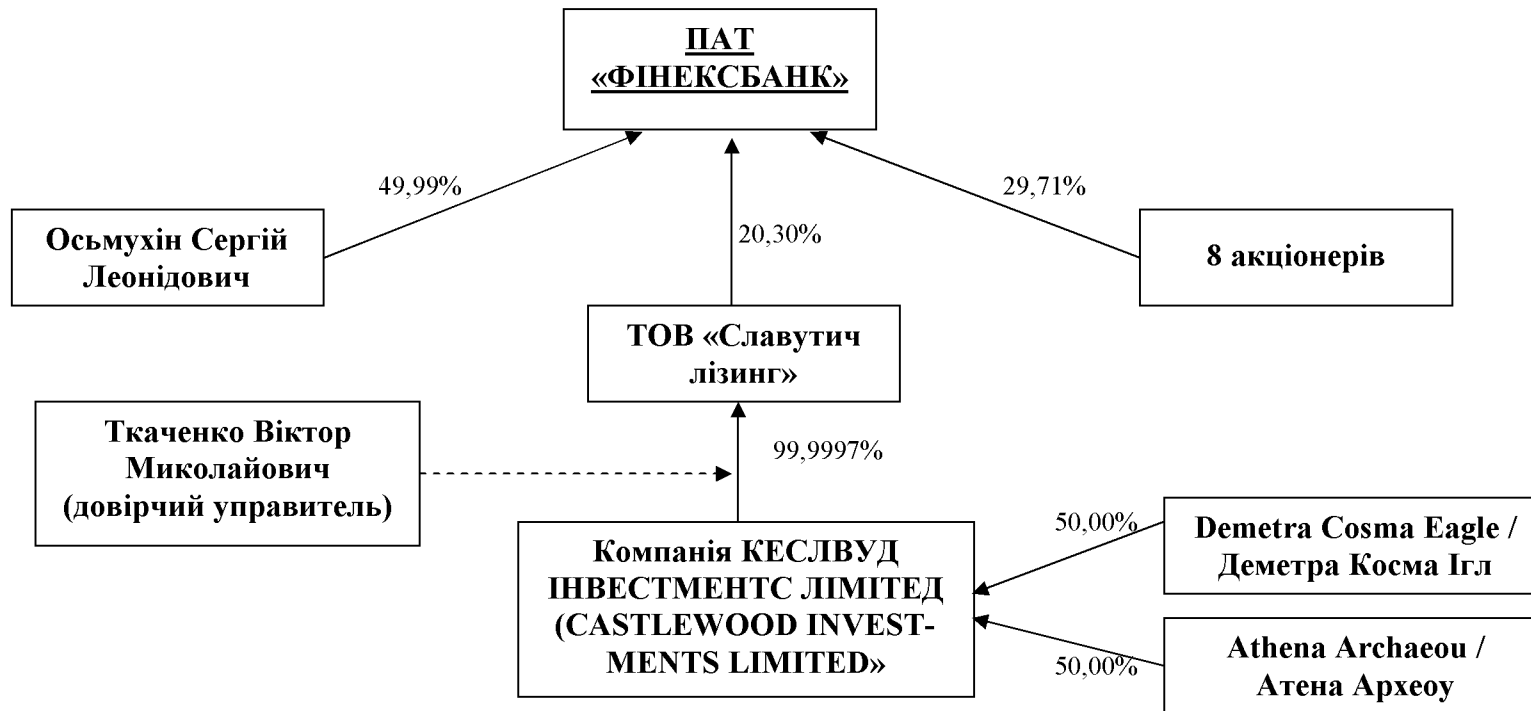 ПАТ
«ФІНЕКСБАНК»
49,99%
29,71%
20,30%
Осьмухін Сергій
Леонідович
8 акціонерів
ТОВ «Славутич
лізинг»
Ткаченко Віктор
Миколайович
(довірчий управитель)
99,9997%
Компанія КЕСЛВУД
ІНВЕСТМЕНТС ЛІМІТЕД
(CASTLEWOOD INVEST-
MENTS LIMITED»
50,00%
Demetra Cosma Eagle /
Деметра Косма Ігл
50,00%
Athena Archaeou /
Атена Археоу